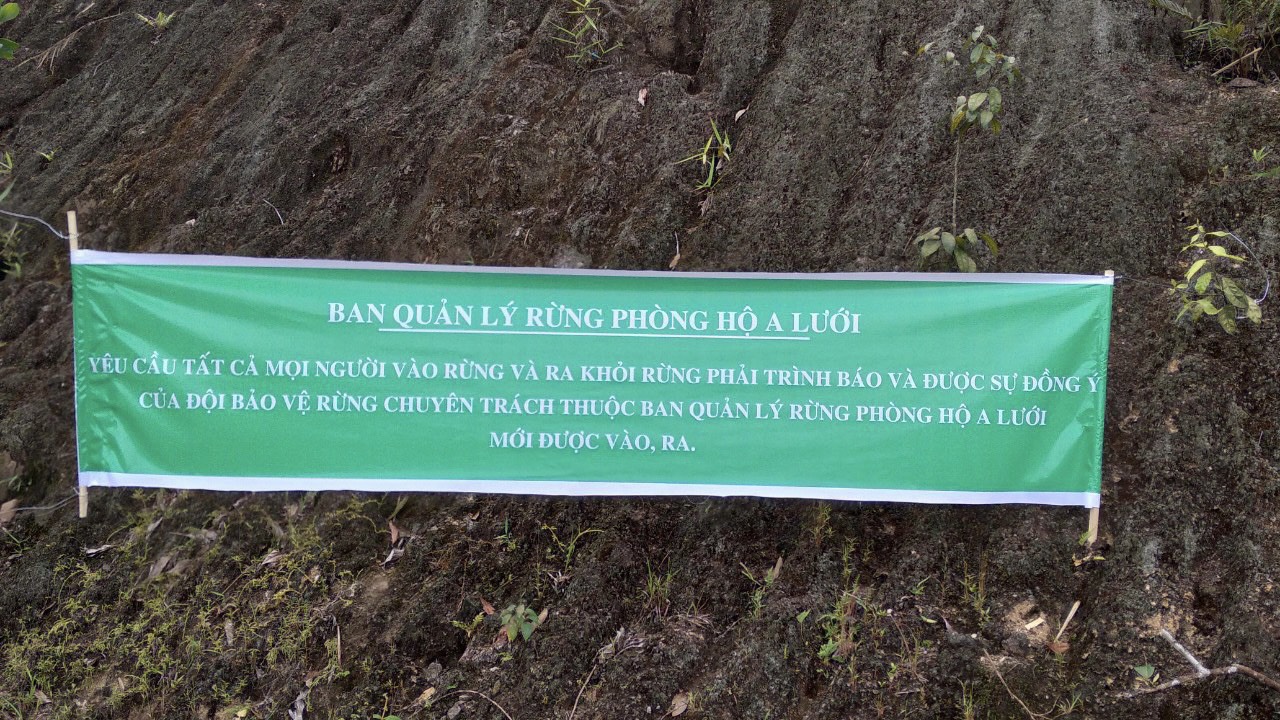 BAN QUẢN LÝ RỪNG PHÒNG HỘ A LƯỚI
YÊU CẦU TẤT CẢ MỌI NGƯỜI VÀO RỪNG VÀ RA KHỎI RỪNG PHẢI TRÌNH BÁO VÀ ĐƯỢC SỰ ĐỒNG Ý
CỦA ĐỘI BẢO VỆ RỪNG CHUYÊN TRÁCH THUỘC BAN QUẢN LÝ RỪNG PHÒNG HỘ A LƯỚI
MỚI ĐƯỢC VÀO, RA.